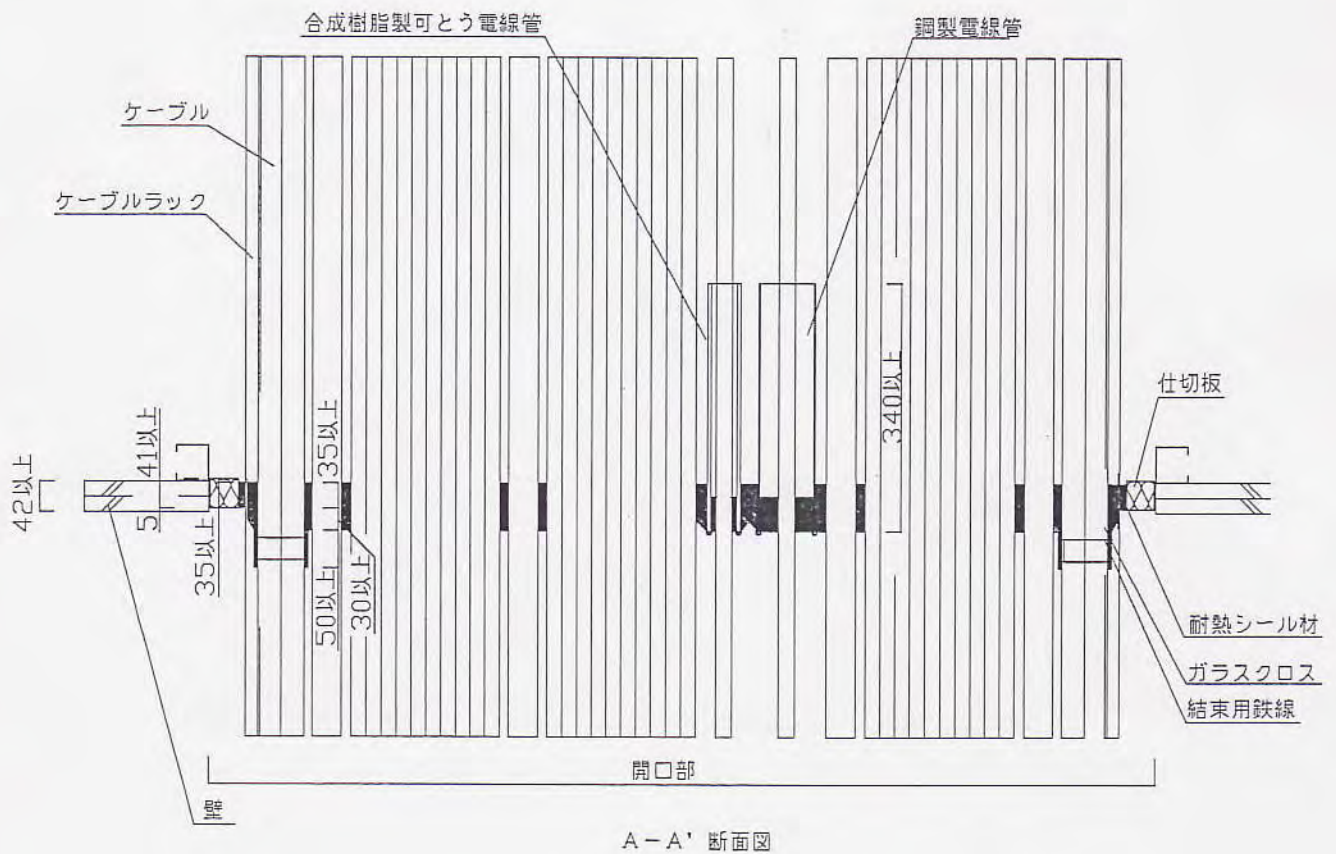 合成樹脂製可とう電線管
鋼製電線管
ケーブル
ケーブルラック
仕切板
42以上
41以上
5
35以上
35以上
50以上
30以上
340以上
耐熱シール材
ガラスクロス
結束用鉄線
開口部
壁
A-A' 断面図